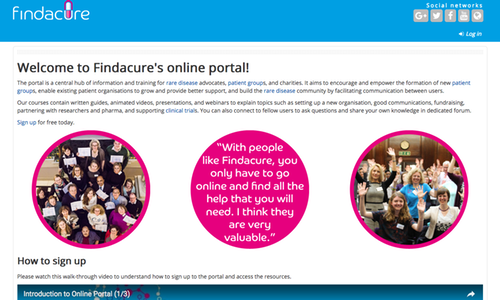 findacure
Social networks
Log in
Welcome to Findacure's online portal!
The portal is a central hub of information and training for rare disease advocates, patient groups, and charities. It aims to encourage and empower the formation of new patient
groups, enable existing patient organisations to grow and provide better support, and build the rare disease community by facilitating communication between users.
Our courses contain written guides, animated videos, presentations, and webinars to explain topics such as setting up a new organisation, good communications, fundraising,
partnering with researchers and pharma, and supporting clinical trials. You can also connect to fellow users to ask questions and share your own knowledge in dedicated forum.
Sign up for free today.
"With people
like Findacure, you
only have to go
online and find all the
help that you will
need. I think they
are very
valuable."
How to sign up
Please watch this walk-through video to understand how to sign up to the portal and access the resources.
Introduction to Online Portal (1/3)